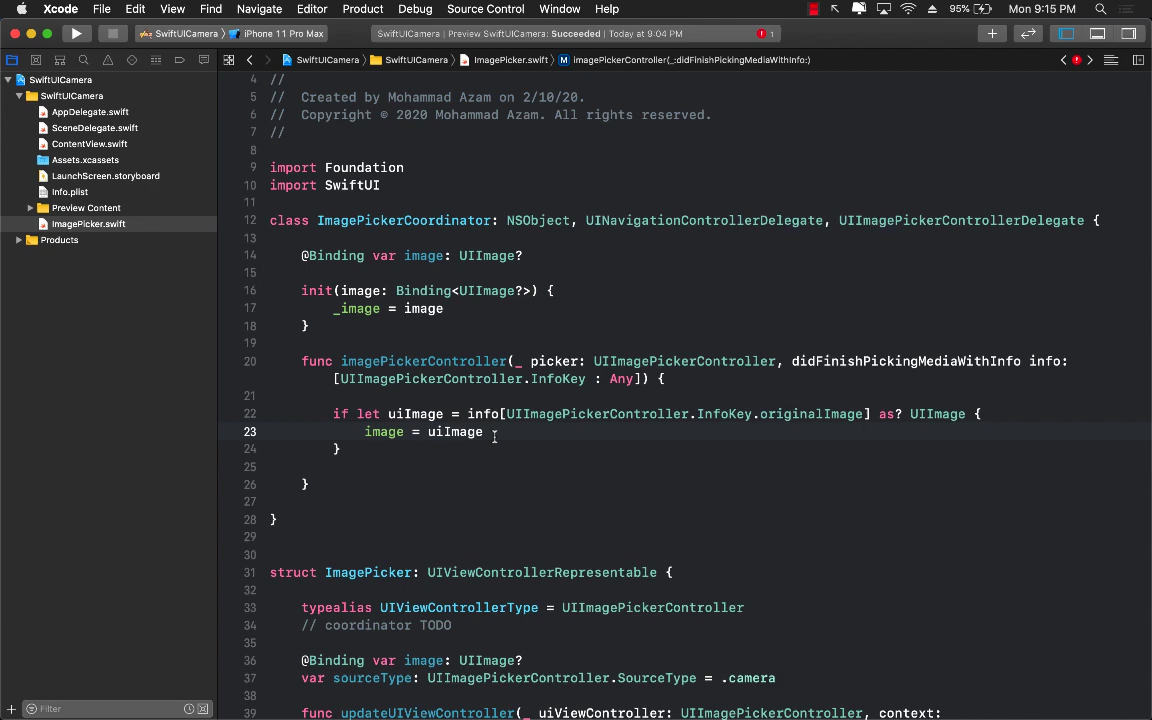 Xcode File Edit View Find Navigate Editor Product Debug Source Control Window Help 95% Mon 9:15 PM
SwiftUICamera 〉 iPhone 11 Pro Max SwiftUICamera | Preview SwiftUICamera: Succeeded | Today at 9:04 PM 1
SwiftUICamera 〉 SwiftUICamera 〉 ImagePicker.swift 〉 M imagePickerController(_:didFinishPickingMediaWithInfo:)
SwiftUICamera
SwiftUICamera
AppDelegate.swift
SceneDelegate.swift
ContentView.swift
Assets.xcassets
LaunchScreen.storyboard
Info.plist
Preview Content
ImagePicker.swift
Products
Filter
4 //
5 // Created by Mohammad Azam on 2/10/20.
6 // Copyright © 2020 Mohammad Azam. All rights reserved.
7 //
8
9 import Foundation
10 import SwiftUI
11
12 class ImagePickerCoordinator: NSObject, UINavigationControllerDelegate, UIImagePickerControllerDelegate {
13
14 @Binding var image: UIImage?
15
16 init(image: Binding<UIImage?>) {
17 _image = image
18 }
19
20 func imagePickerController(_ picker: UIImagePickerController, didFinishPickingMediaWithInfo info:
[UIImagePickerController.InfoKey : Any]) {
21
22 if let uiImage = info[UIImagePickerController.InfoKey.originalImage] as? UIImage {
23 image = uiImage
24 }
25
26 }
27
28 }
29
30
31 struct ImagePicker: UIViewControllerRepresentable {
32
33 typealias UIViewControllerType = UIImagePickerController
34 // coordinator TODO
35
36 @Binding var image: UIImage?
37 var sourceType: UIImagePickerController.SourceType = .camera
38
39 func updateUIViewController(_ uiViewController: UIImagePickerController, context: